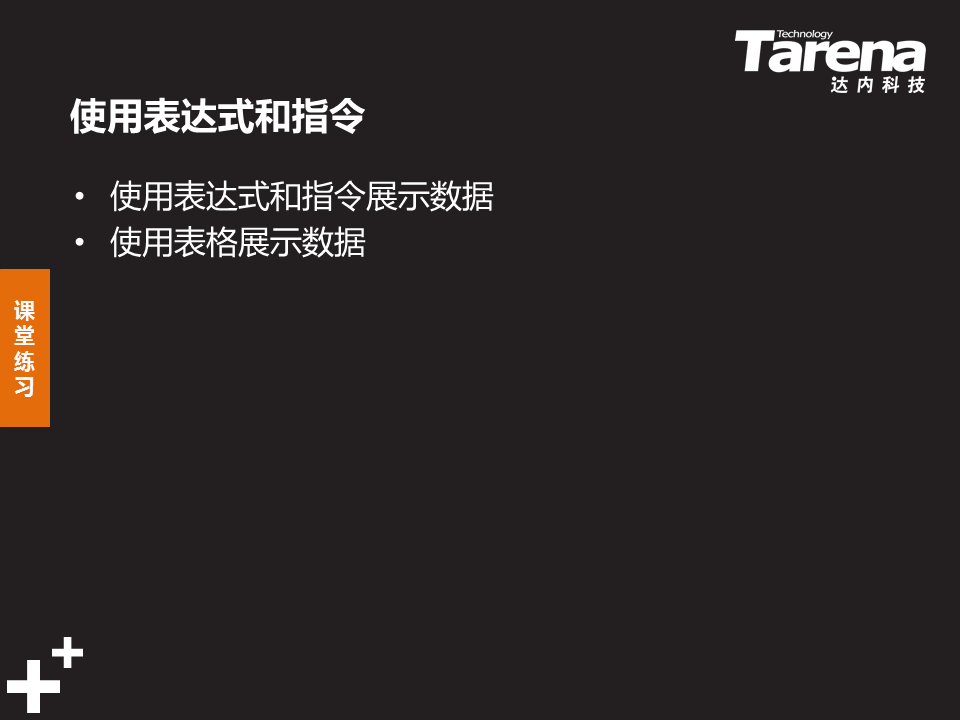 Technology
Tarena
达内科技
使用表达式和指令
• 使用表达式和指令展示数据
• 使用表格展示数据
课
堂
练
习